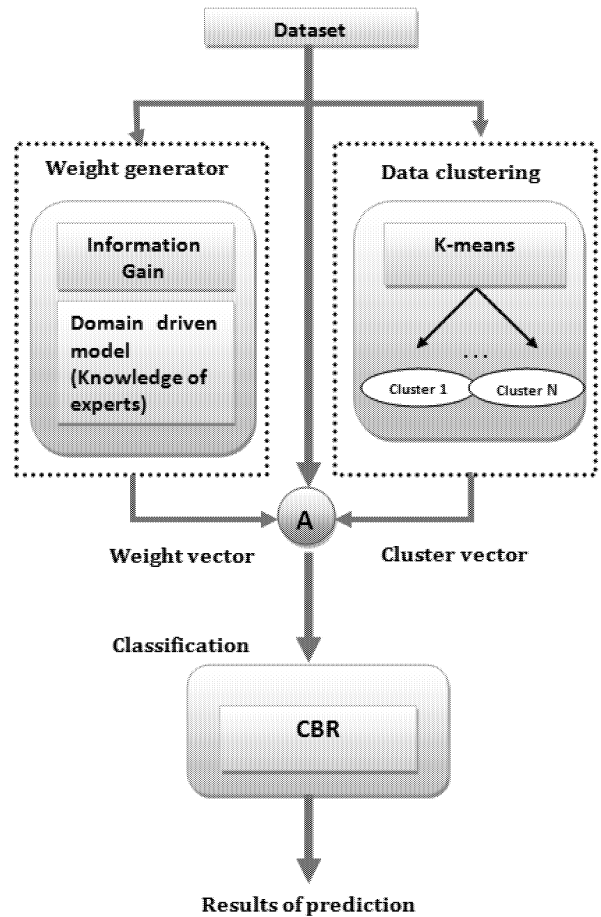 Dataset
Weight generator
Information
Gain
Domain driven
model
(Knowledge of
experts)
Data clustering
K-means
...
Cluster 1
Cluster N
A
Weight vector
Cluster vector
Classification
CBR
Results of prediction